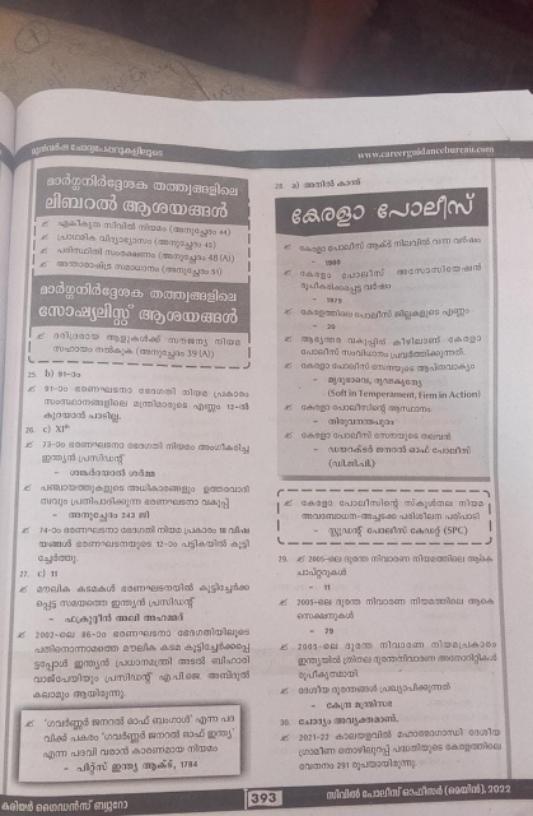 മുൻവർഷ ചോദ്യപേപ്പറുകളിലൂടെ
www.careerguidancebureau.com
മാർഗ്ഗനിർദ്ദേശക തത്ത്വങ്ങളിലെ
ലിബറൽ ആശയങ്ങൾ
ഏകീകൃത സിവിൽ നിയമം (അനുച്ഛേദം 44)
പ്രാഥമിക വിദ്യാഭ്യാസം (അനുച്ഛേദം 45)
പരിസ്ഥിതി സംരക്ഷണം (അനുച്ഛേദം 48 (A))
അന്താരാഷ്ട്ര സമാധാനം (അനുച്ഛേദം 51)
മാർഗ്ഗനിർദ്ദേശക തത്ത്വങ്ങളിലെ
സോഷ്യലിസ്റ്റ് ആശയങ്ങൾ
ദരിദ്രരായ ആളുകൾക്ക് സൗജന്യ നിയമ
സഹായം നൽകുക (അനുച്ഛേദം 39 (A))
25. b) 91-ാം
91-ാം ഭരണഘടനാ ഭേദഗതി നിയമ പ്രകാരം
സംസ്ഥാനങ്ങളിലെ മന്ത്രിമാരുടെ എണ്ണം 12-ൽ
കുറയാൻ പാടില്ല.
26. c) XIth
73-ാം ഭരണഘടനാ ഭേദഗതി നിയമം അംഗീകരിച്ച
ഇന്ത്യൻ പ്രസിഡന്റ്
- ശങ്കർദയാൽ ശർമ്മ
പഞ്ചായത്തുകളുടെ അധികാരങ്ങളും ഉത്തരവാദി
ത്വവും പ്രതിപാദിക്കുന്ന ഭരണഘടനാ വകുപ്പ്
- അനുച്ഛേദം 243 ജി
74-ാം ഭരണഘടനാ ഭേദഗതി നിയമ പ്രകാരം 18 വിഷ
യങ്ങൾ ഭരണഘടനയുടെ 12-ാം പട്ടികയിൽ കൂട്ടി
ച്ചേർത്തു.
27. c) 11
മൗലിക കടമകൾ ഭരണഘടനയിൽ കൂട്ടിച്ചേർക്ക
പ്പെട്ട സമയത്തെ ഇന്ത്യൻ പ്രസിഡന്റ്
- ഫക്രുദ്ദീൻ അലി അഹമ്മദ്
2002-ലെ 86-ാം ഭരണഘടനാ ഭേദഗതിയിലൂടെ
പതിനൊന്നാമത്തെ മൗലിക കടമ കൂട്ടിച്ചേർക്കപ്പെ
ട്ടപ്പോൾ ഇന്ത്യൻ പ്രധാനമന്ത്രി അടൽ ബിഹാരി
വാജ്പേയിയും പ്രസിഡന്റ് എ.പി.ജെ. അബ്ദുൽ
കലാമും ആയിരുന്നു.
'ഗവർണ്ണർ ജനറൽ ഓഫ് ബംഗാൾ' എന്ന പദ
വിക്ക് പകരം 'ഗവർണ്ണർ ജനറൽ ഓഫ് ഇന്ത്യ'
എന്ന പദവി വരാൻ കാരണമായ നിയമം
- പിറ്റ്സ് ഇന്ത്യ ആക്ട്, 1784
28. a) അനിൽ കാന്ത്
കേരളാ പോലീസ്
കേരളാ പോലീസ് ആക്ട് നിലവിൽ വന്ന വർഷം
- 1960
കേരളാ പോലീസ് അസോസിയേഷൻ
രൂപീകരിക്കപ്പെട്ട വർഷം
- 1979
കേരളത്തിലെ പോലീസ് ജില്ലകളുടെ എണ്ണം
- 20
ആഭ്യന്തര വകുപ്പിന് കീഴിലാണ് കേരളാ
പോലീസ് സംവിധാനം പ്രവർത്തിക്കുന്നത്.
കേരളാ പോലീസ് സേനയുടെ ആപ്തവാക്യം
- മൃദുഭാവെ, ദൃഢകൃത്യേ
(Soft in Temperament, Firm in Action)
കേരളാ പോലീസിന്റെ ആസ്ഥാനം
- തിരുവനന്തപുരം
കേരളാ പോലീസ് സേനയുടെ തലവൻ
- ഡയറക്ടർ ജനറൽ ഓഫ് പോലീസ്
(ഡി.ജി.പി.)
കേരളാ പോലീസിന്റെ സ്കൂൾതല നിയമ
അവബോധന-അച്ചടക്ക പരിശീലന പരിപാടി
- സ്റ്റുഡന്റ് പോലീസ് കേഡറ്റ് (SPC)
29. 2005-ലെ ദുരന്ത നിവാരണ നിയമത്തിലെ ആകെ
ചാപ്റ്ററുകൾ
- 11
2005-ലെ ദുരന്ത നിവാരണ നിയമത്തിലെ ആകെ
സെക്ഷനുകൾ
- 79
2005-ലെ ദുരന്ത നിവാരണ നിയമപ്രകാരം
ഇന്ത്യയിൽ ത്രിതല ദുരന്തനിവാരണ അതോറിറ്റികൾ
രൂപീകൃതമായി
ദേശീയ ദുരന്തങ്ങൾ പ്രഖ്യാപിക്കുന്നത്
- കേന്ദ്ര മന്ത്രിസഭ
30. ചോദ്യം അവ്യക്തമാണ്.
2021-22 കാലയളവിൽ മഹാത്മാഗാന്ധി ദേശീയ
ഗ്രാമീണ തൊഴിലുറപ്പ് പദ്ധതിയുടെ കേരളത്തിലെ
വേതനം 291 രൂപയായിരുന്നു.
കരിയർ ഗൈഡൻസ് ബ്യൂറോ
393
സിവിൽ പോലീസ് ഓഫീസർ (മെയിൻ), 2022